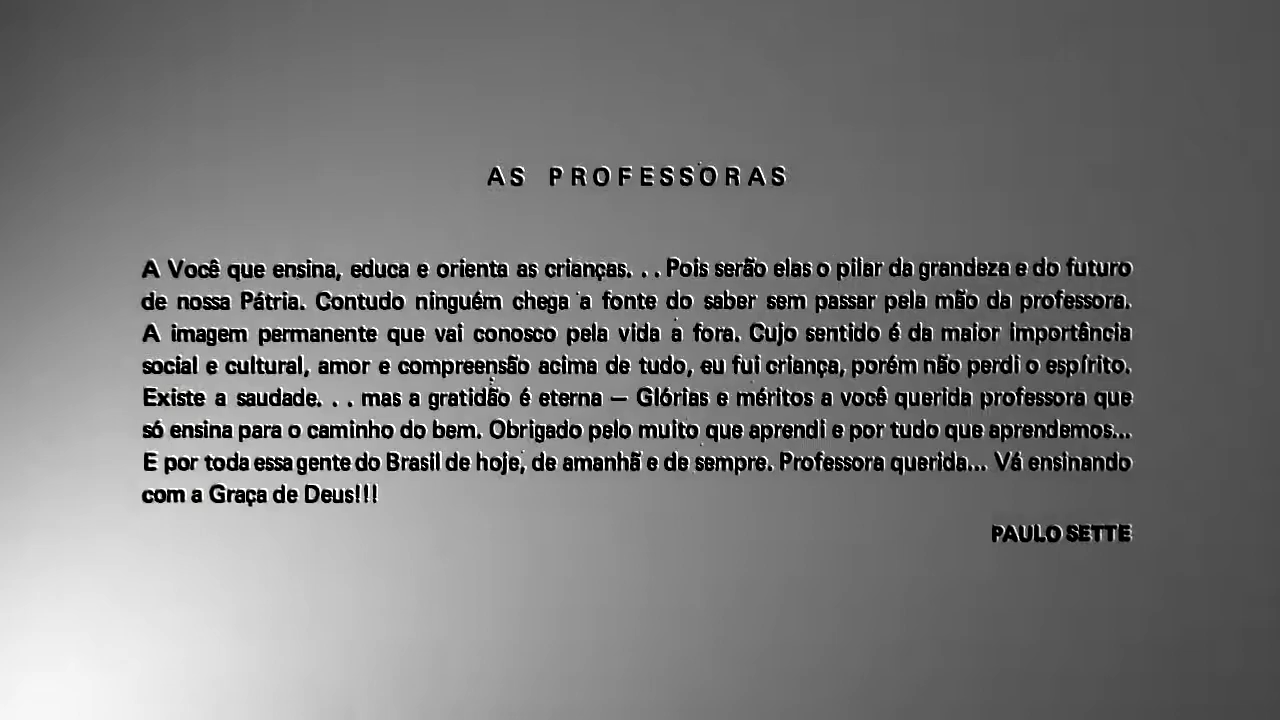 AS PROFESSORAS
A Você que ensina, educa e orienta as crianças. . . Pois serão elas o pilar da grandeza e do futuro
de nossa Pátria. Contudo ninguém chega a fonte do saber sem passar pela mão da professora.
A imagem permanente que vai conosco pela vida a fora. Cujo sentido é da maior importância
social e cultural, amor e compreensão acima de tudo, eu fui criança, porém não perdi o espírito.
Existe a saudade. . . mas a gratidão é eterna — Glórias e méritos a você querida professora que
só ensina para o caminho do bem. Obrigado pelo muito que aprendi e por tudo que aprendemos...
E por toda essa gente do Brasil de hoje, de amanhã e de sempre. Professora querida... Vá ensinando
com a Graça de Deus!!!
PAULO SETTE